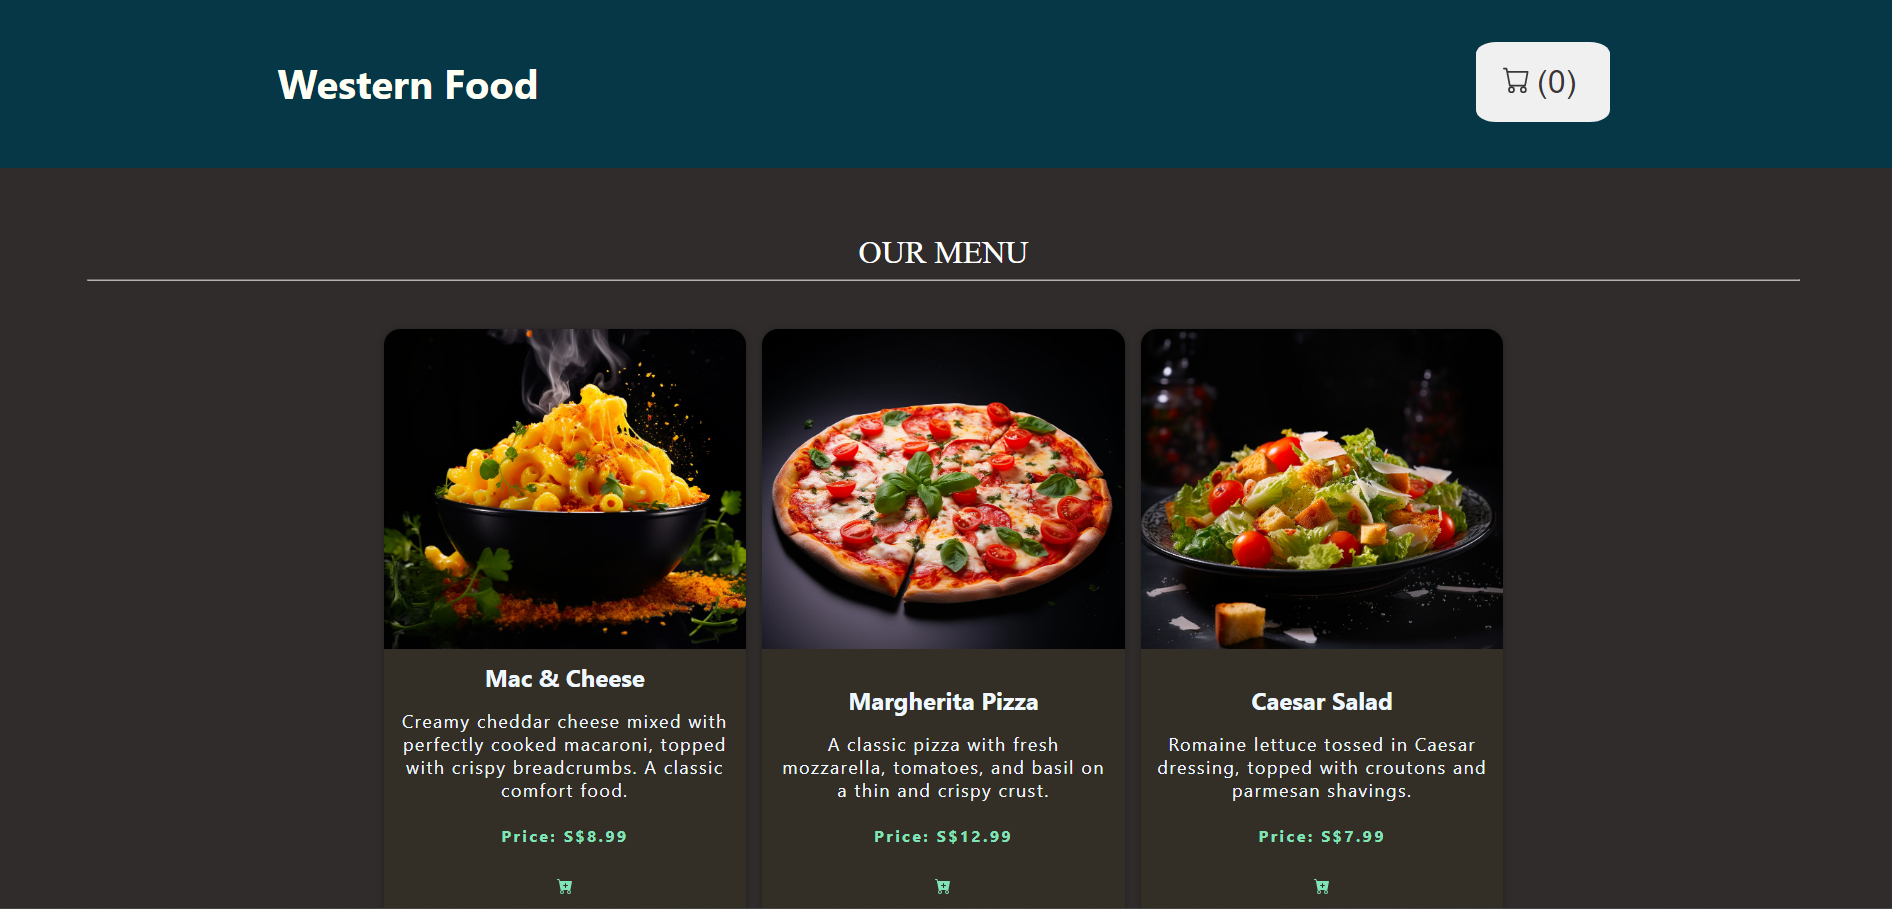 Western Food
(0)
OUR MENU
Mac & Cheese
Creamy cheddar cheese mixed with
perfectly cooked macaroni, topped
with crispy breadcrumbs. A classic
comfort food.
Price: S$8.99
Margherita Pizza
A classic pizza with fresh
mozzarella, tomatoes, and basil on
a thin and crispy crust.
Price: S$12.99
Caesar Salad
Romaine lettuce tossed in Caesar
dressing, topped with croutons and
parmesan shavings.
Price: S$7.99